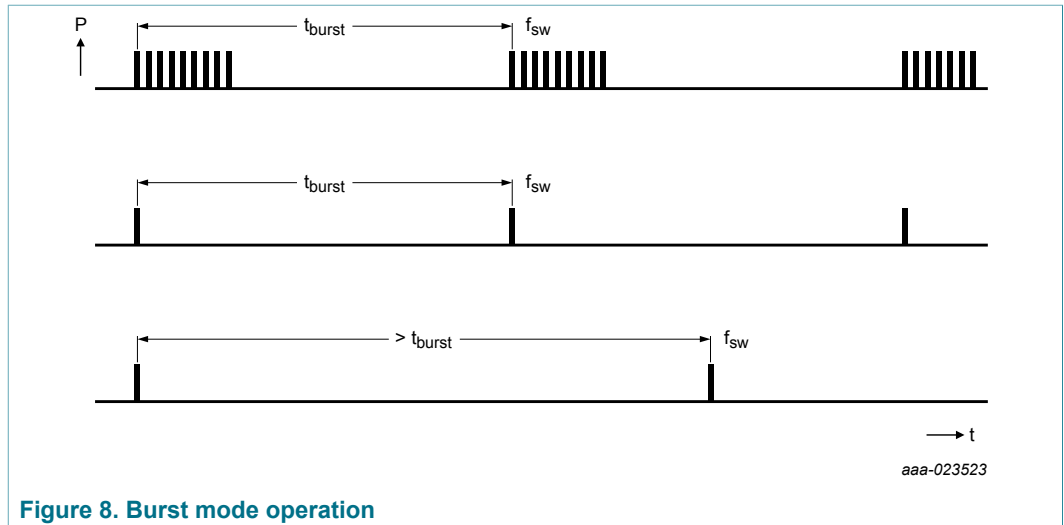 P
t_burst f_sw
t_burst f_sw
> t_burst f_sw
t
aaa-023523
Figure 8. Burst mode operation